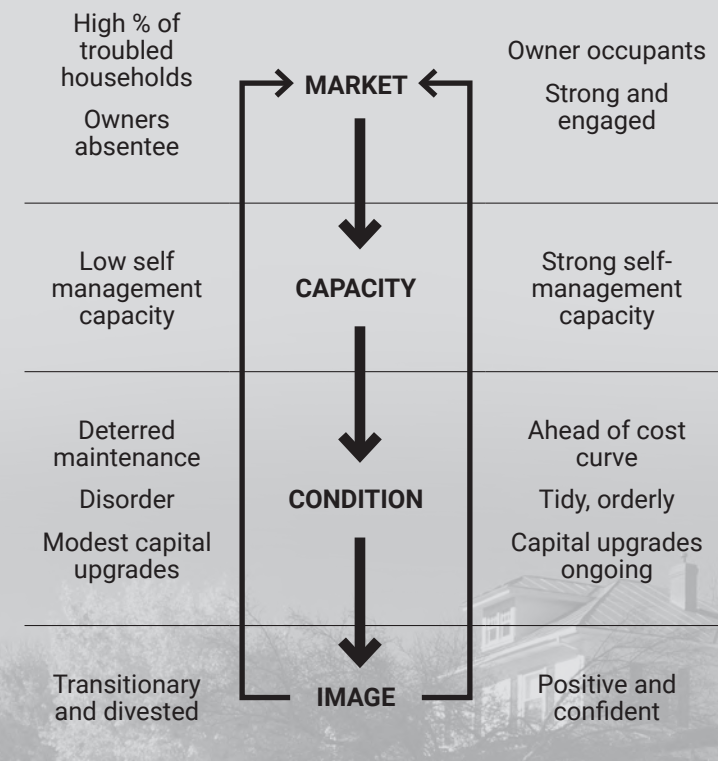 High % of
troubled
households
Owners
absentee
MARKET
Owner occupants
Strong and
engaged
Low self
management
capacity
CAPACITY
Strong self-
management
capacity
Deterred
maintenance
Disorder
Modest capital
upgrades
CONDITION
Ahead of cost
curve
Tidy, orderly
Capital upgrades
ongoing
Transitionary
and divested
IMAGE
Positive and
confident